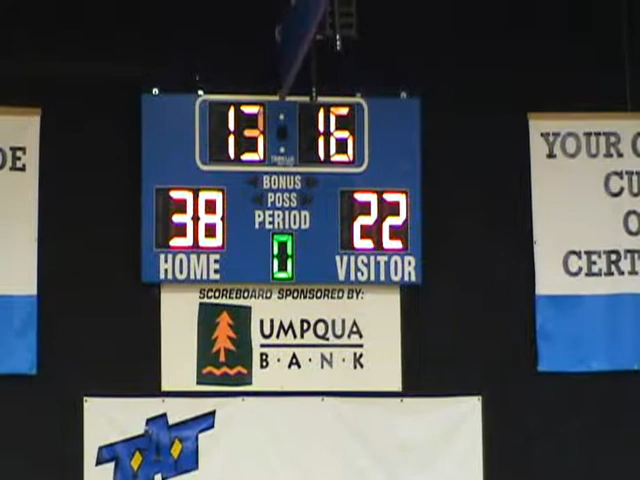 13 16
BONUS
POSS
PERIOD
38 0 22
HOME VISITOR
SCOREBOARD SPONSORED BY:
UMPQUA
B·A·N·K
DE
YOUR
CU
CERT